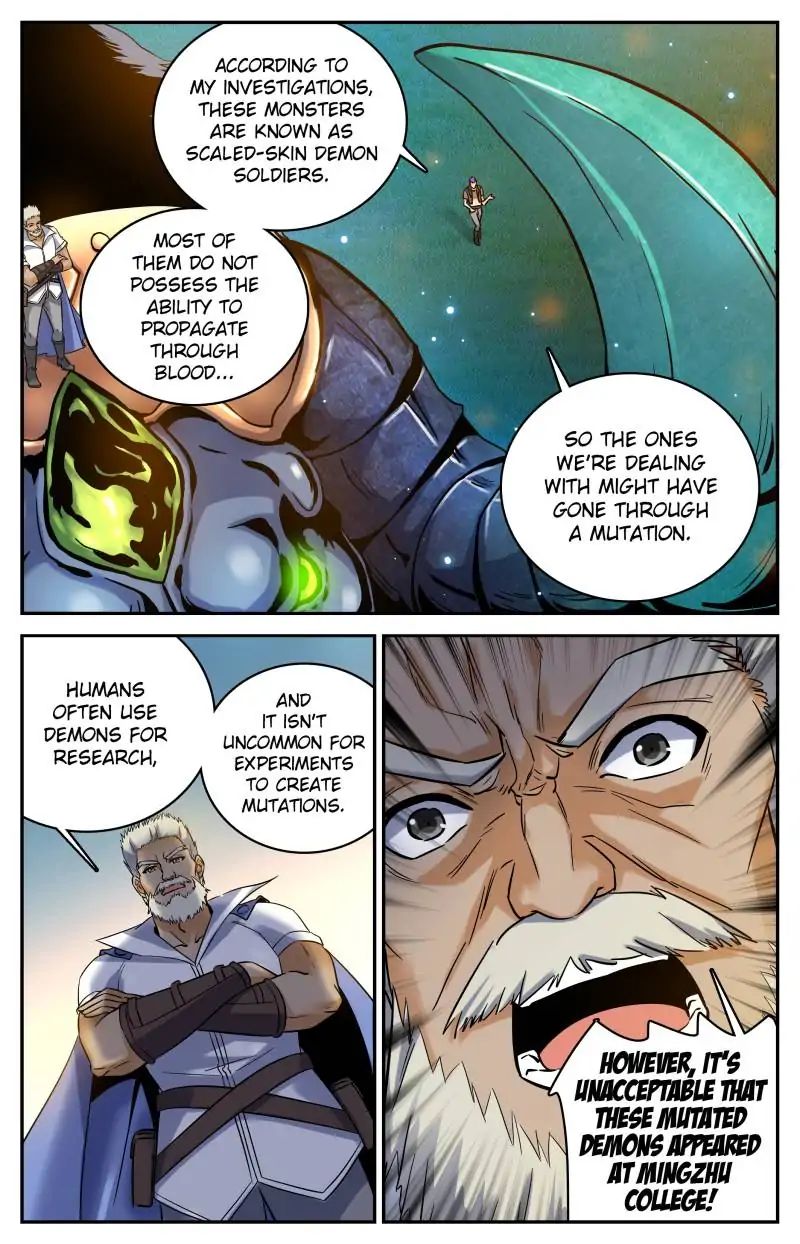 ACCORDING TO
MY INVESTIGATIONS,
THESE MONSTERS
ARE KNOWN AS
SCALED-SKIN DEMON
SOLDIERS.
MOST OF
THEM DO NOT
POSSESS THE
ABILITY TO
PROPAGATE
THROUGH
BLOOD...
SO THE ONES
WE'RE DEALING
WITH MIGHT HAVE
GONE THROUGH
A MUTATION.
HUMANS
OFTEN USE
DEMONS FOR
RESEARCH,
AND
IT ISN'T
UNCOMMON FOR
EXPERIMENTS
TO CREATE
MUTATIONS.
HOWEVER, IT'S
UNACCEPTABLE THAT
THESE MUTATED
DEMONS APPEARED
AT MINGZHU
COLLEGE!